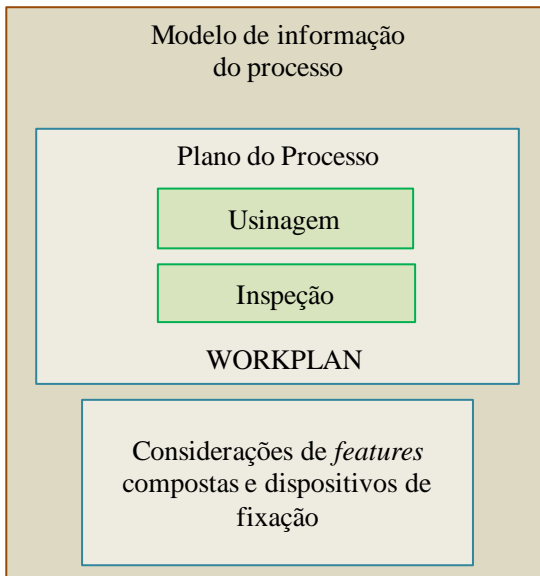 Modelo de informação
do processo
Plano do Processo
Usinagem
Inspeção
WORKPLAN
Considerações de features
compostas e dispositivos de
fixação